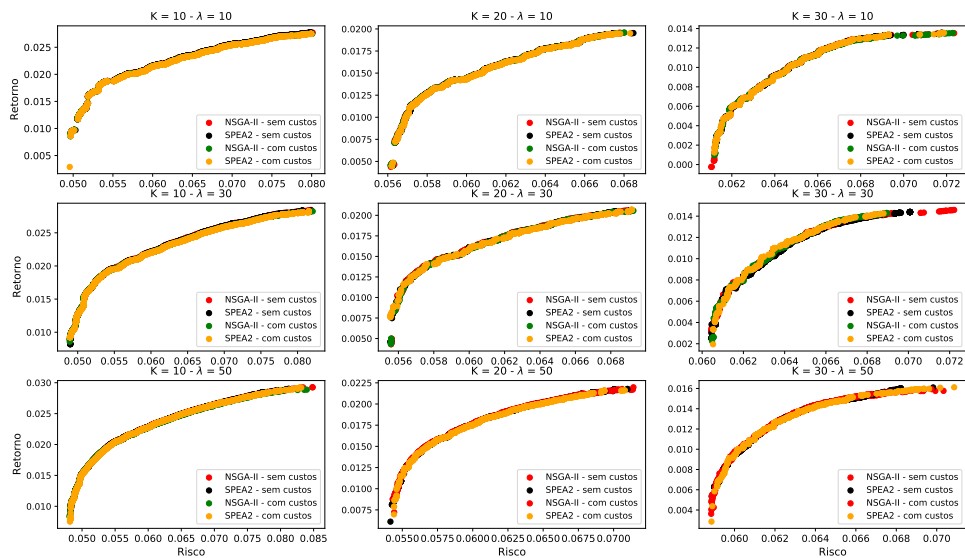 K = 10 - λ = 10
Retorno
0.025
0.020
0.015
0.010
0.005
NSGA-II - sem custos
SPEA2 - sem custos
NSGA-II - com custos
SPEA2 - com custos
0.050 0.055 0.060 0.065 0.070 0.075 0.080
K = 20 - λ = 10
0.0200
0.0175
0.0150
0.0125
0.0100
0.0075
0.0050
NSGA-II - sem custos
SPEA2 - sem custos
NSGA-II - com custos
SPEA2 - com custos
0.056 0.058 0.060 0.062 0.064 0.066 0.068
K = 30 - λ = 10
0.014
0.012
0.010
0.008
0.006
0.004
0.002
0.000
NSGA-II - sem custos
SPEA2 - sem custos
NSGA-II - com custos
SPEA2 - com custos
0.062 0.064 0.066 0.068 0.070 0.072
K = 10 - λ = 30
Retorno
0.025
0.020
0.015
0.010
NSGA-II - sem custos
SPEA2 - sem custos
NSGA-II - com custos
SPEA2 - com custos
0.050 0.055 0.060 0.065 0.070 0.075 0.080
K = 20 - λ = 30
0.0200
0.0175
0.0150
0.0125
0.0100
0.0075
0.0050
NSGA-II - sem custos
SPEA2 - sem custos
NSGA-II - com custos
SPEA2 - com custos
0.056 0.058 0.060 0.062 0.064 0.066 0.068
K = 30 - λ = 30
0.014
0.012
0.010
0.008
0.006
0.004
0.002
NSGA-II - sem custos
SPEA2 - sem custos
NSGA-II - com custos
SPEA2 - com custos
0.060 0.062 0.064 0.066 0.068 0.070 0.072
K = 10 - λ = 50
Retorno
0.030
0.025
0.020
0.015
0.010
NSGA-II - sem custos
SPEA2 - sem custos
NSGA-II - com custos
SPEA2 - com custos
0.050 0.055 0.060 0.065 0.070 0.075 0.080 0.085
Risco
K = 20 - λ = 50
0.0225
0.0200
0.0175
0.0150
0.0125
0.0100
0.0075
NSGA-II - sem custos
SPEA2 - sem custos
NSGA-II - com custos
SPEA2 - com custos
0.0550 0.0575 0.0600 0.0625 0.0650 0.0675 0.0700
Risco
K = 30 - λ = 50
0.016
0.014
0.012
0.010
0.008
0.006
0.004
NSGA-II - sem custos
SPEA2 - sem custos
NSGA-II - com custos
SPEA2 - com custos
0.060 0.062 0.064 0.066 0.068 0.070
Risco